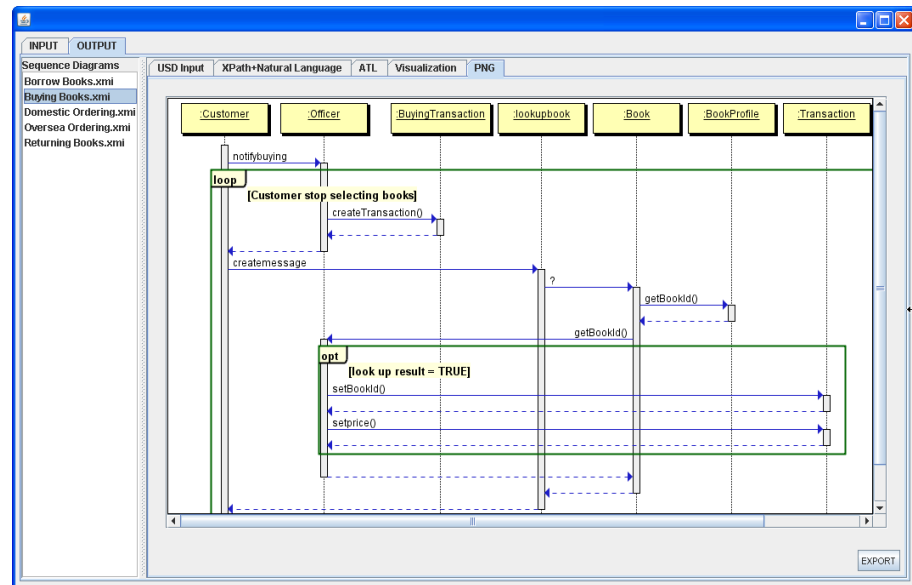 INPUT OUTPUT
Sequence Diagrams
Borrow Books.xmi
Buying Books.xmi
Domestic Ordering.xmi
Oversea Ordering.xmi
Returning Books.xmi
USD Input XPath+Natural Language ATL Visualization PNG
:Customer :Officer :BuyingTransaction :lookupbook :Book :BookProfile :Transaction
notifybuying
loop
[Customer stop selecting books]
createTransaction()
createmessage
?
getBookId()
getBookId()
opt
[look up result = TRUE]
setBookId()
setprice()
EXPORT